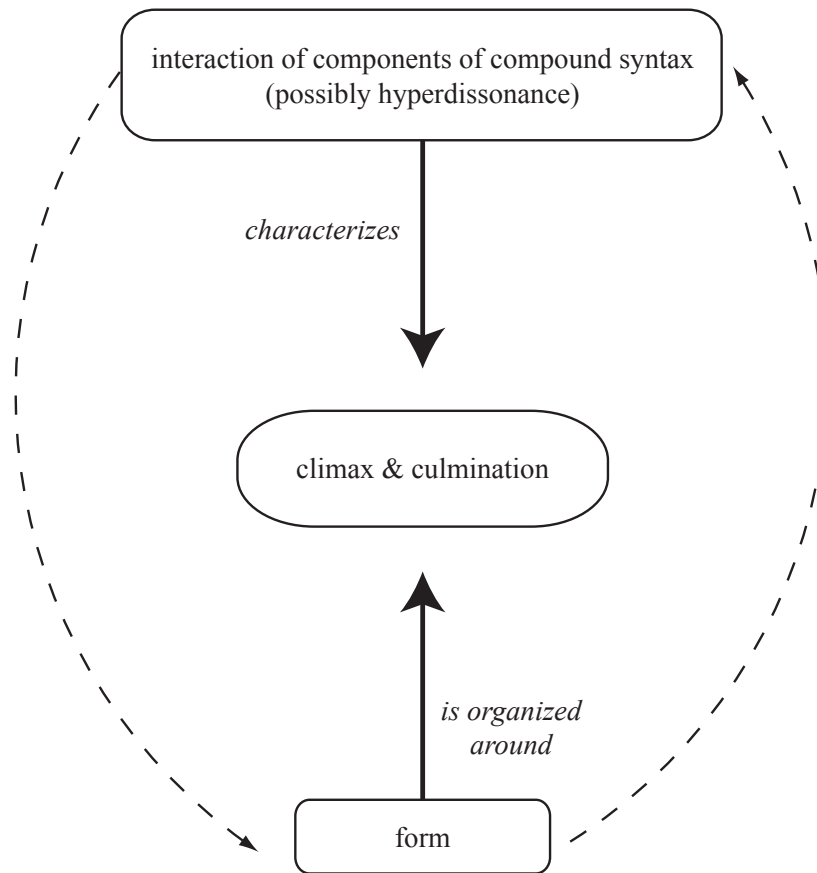 interaction of components of compound syntax
(possibly hyperdissonance)
characterizes
climax & culmination
is organized
around
form